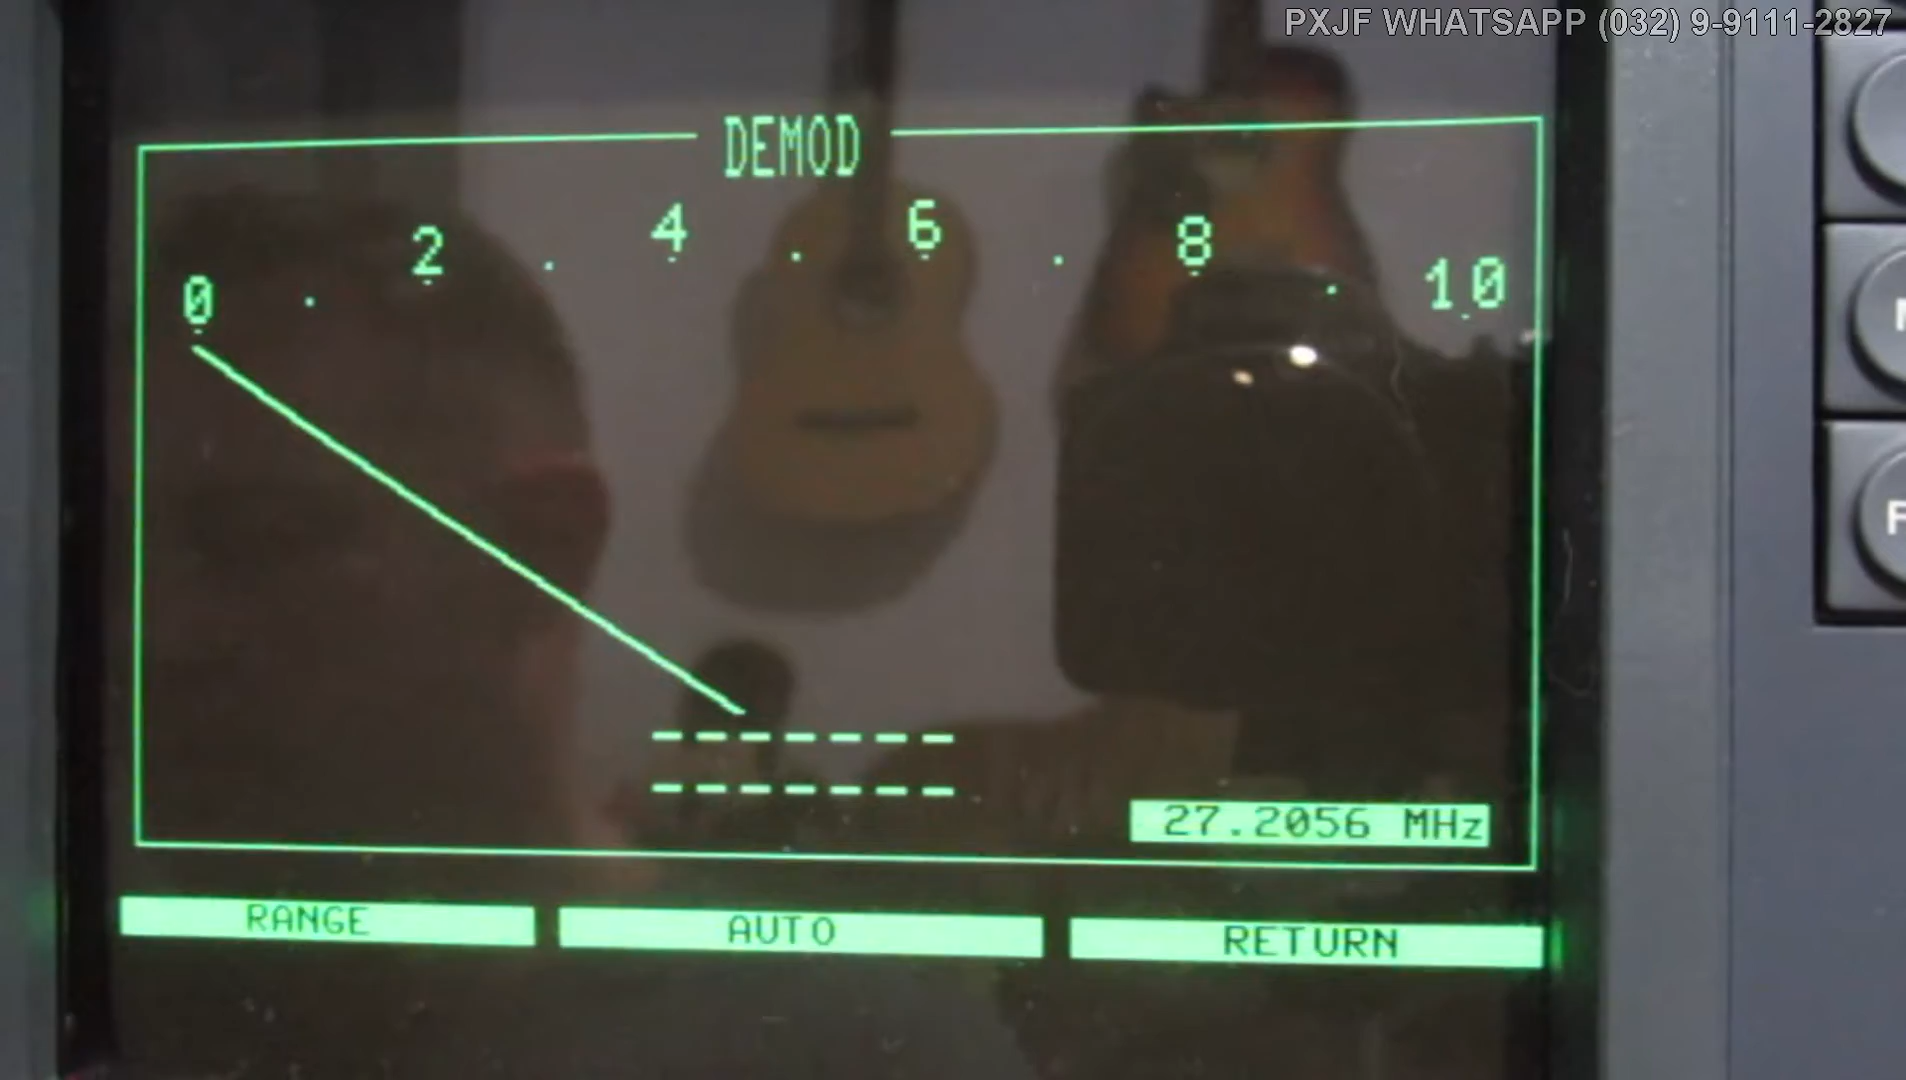 PXJF WHATSAPP (032) 9-9111-2827
DEMOD
0 2 4 6 8 10
-------
-------
27.2056 MHz
RANGE AUTO RETURN